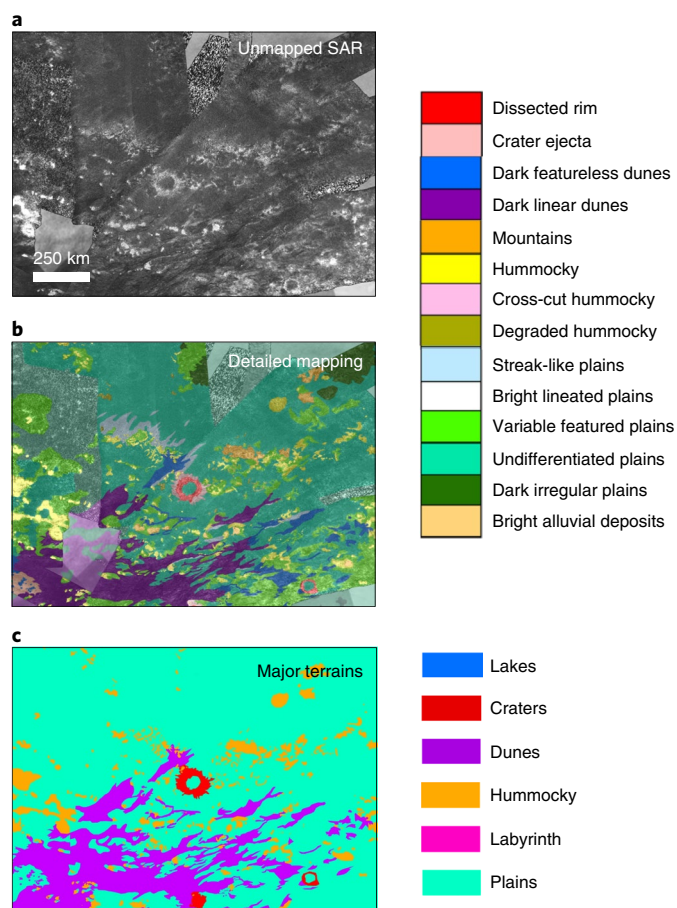 a
Unmapped SAR
250 km
b
Detailed mapping
c
Major terrains
Dissected rim
Crater ejecta
Dark featureless dunes
Dark linear dunes
Mountains
Hummocky
Cross-cut hummocky
Degraded hummocky
Streak-like plains
Bright lineated plains
Variable featured plains
Undifferentiated plains
Dark irregular plains
Bright alluvial deposits
Lakes
Craters
Dunes
Hummocky
Labyrinth
Plains